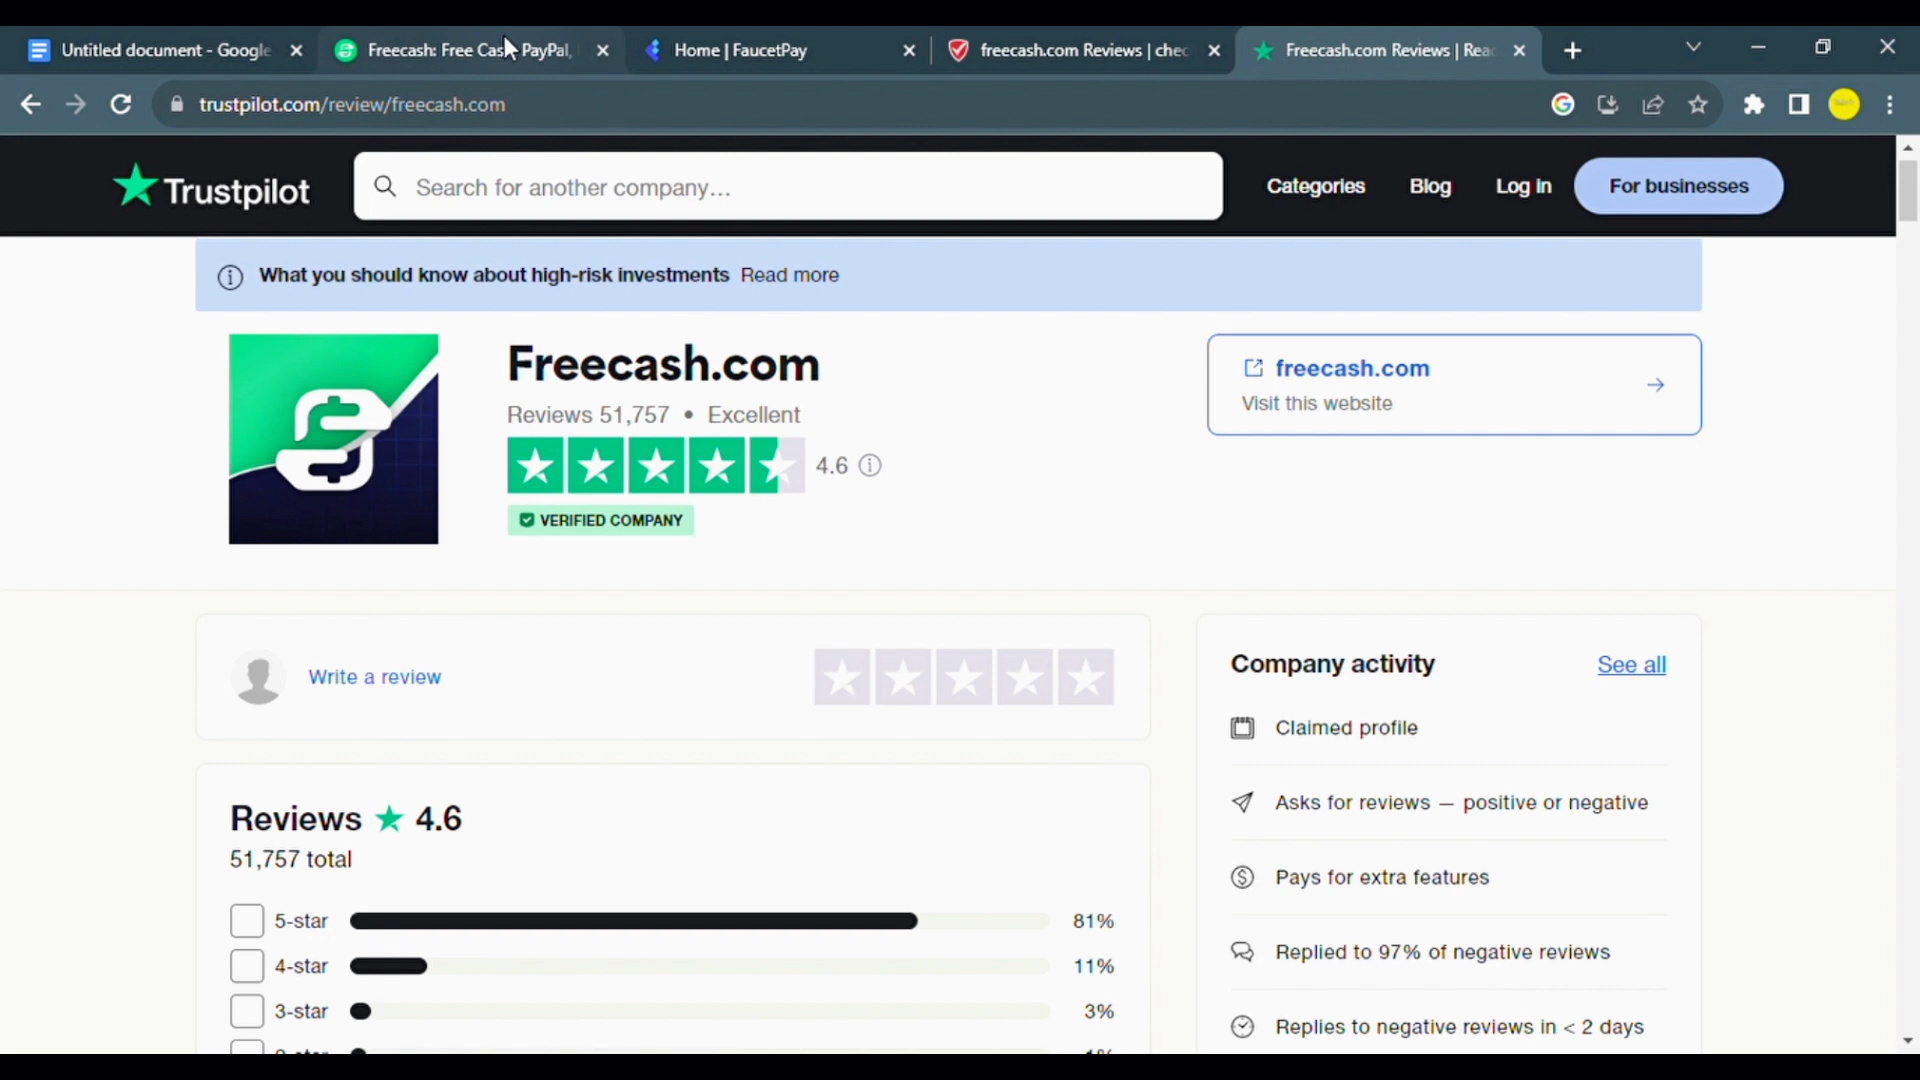 Untitled document - Google
Freecash: Free Cash PayPal,
Home | FaucetPay
freecash.com Reviews | chec
Freecash.com Reviews | Rea
trustpilot.com/review/freecash.com
Trustpilot
Search for another company...
Categories
Blog
Log in
For businesses
What you should know about high-risk investments Read more
Freecash.com
Reviews 51,757 • Excellent
4.6
VERIFIED COMPANY
freecash.com
Visit this website
Write a review
Company activity
See all
Claimed profile
Asks for reviews — positive or negative
Pays for extra features
Replied to 97% of negative reviews
Replies to negative reviews in < 2 days
Reviews ★ 4.6
51,757 total
5-star 81%
4-star 11%
3-star 3%